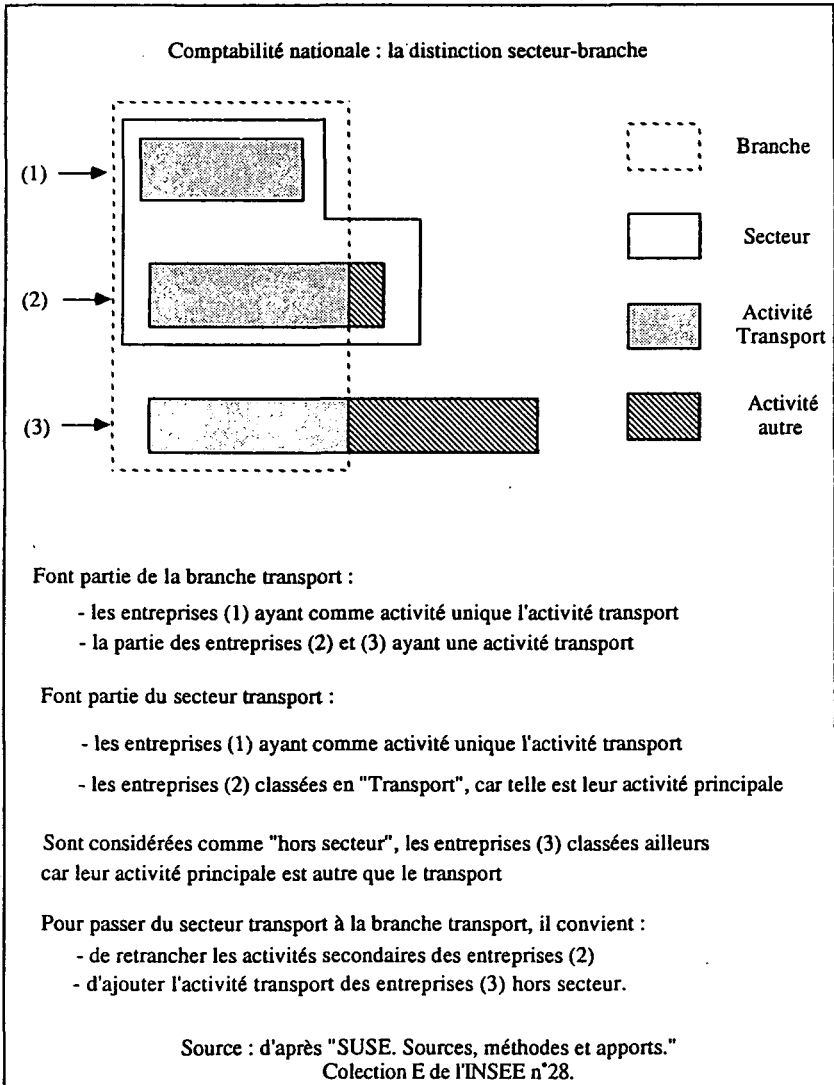 Comptabilité nationale : la distinction secteur-branche
(1)
Branche
Secteur
(2)
Activité
Transport
(3)
Activité
autre
Font partie de la branche transport :
- les entreprises (1) ayant comme activité unique l'activité transport
- la partie des entreprises (2) et (3) ayant une activité transport
Font partie du secteur transport :
- les entreprises (1) ayant comme activité unique l'activité transport
- les entreprises (2) classées en "Transport", car telle est leur activité principale
Sont considérées comme "hors secteur", les entreprises (3) classées ailleurs
car leur activité principale est autre que le transport
Pour passer du secteur transport à la branche transport, il convient :
- de retrancher les activités secondaires des entreprises (2)
- d'ajouter l'activité transport des entreprises (3) hors secteur.
Source : d'après "SUSE. Sources, méthodes et apports."
Colection E de l'INSEE n°28.